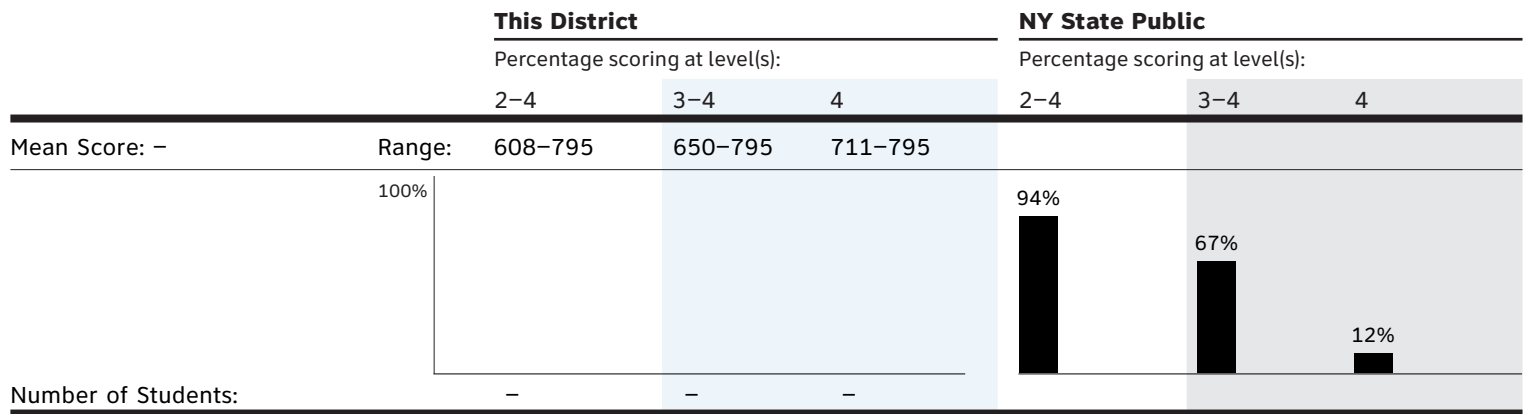 This District NY State Public
Percentage scoring at level(s): Percentage scoring at level(s):
2–4 3–4 4 2–4 3–4 4
Mean Score: – Range: 608–795 650–795 711–795
100%
94%
67%
12%
Number of Students: – – –